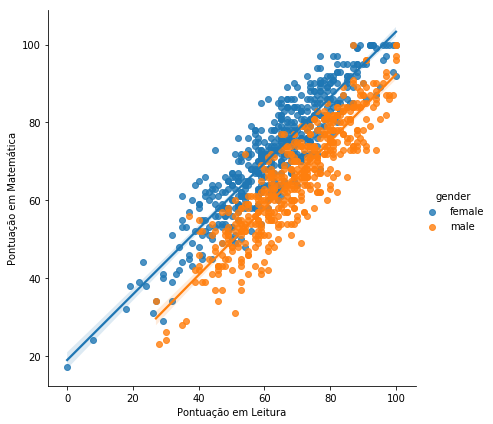 100
80
60
40
20
Pontuação em Matemática
0 20 40 60 80 100
Pontuação em Leitura
gender
female
male